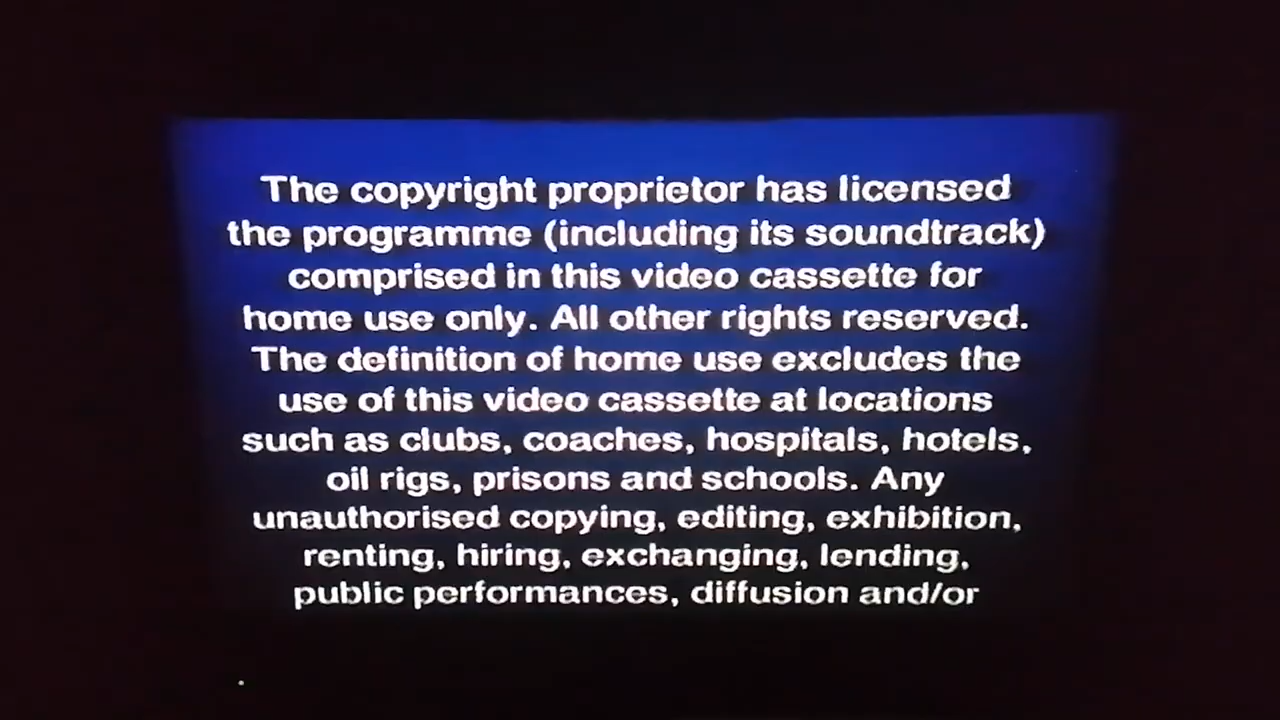 The copyright proprietor has licensed
the programme (including its soundtrack)
comprised in this video cassette for
home use only. All other rights reserved.
The definition of home use excludes the
use of this video cassette at locations
such as clubs, coaches, hospitals, hotels,
oil rigs, prisons and schools. Any
unauthorised copying, editing, exhibition,
renting, hiring, exchanging, lending,
public performances, diffusion and/or